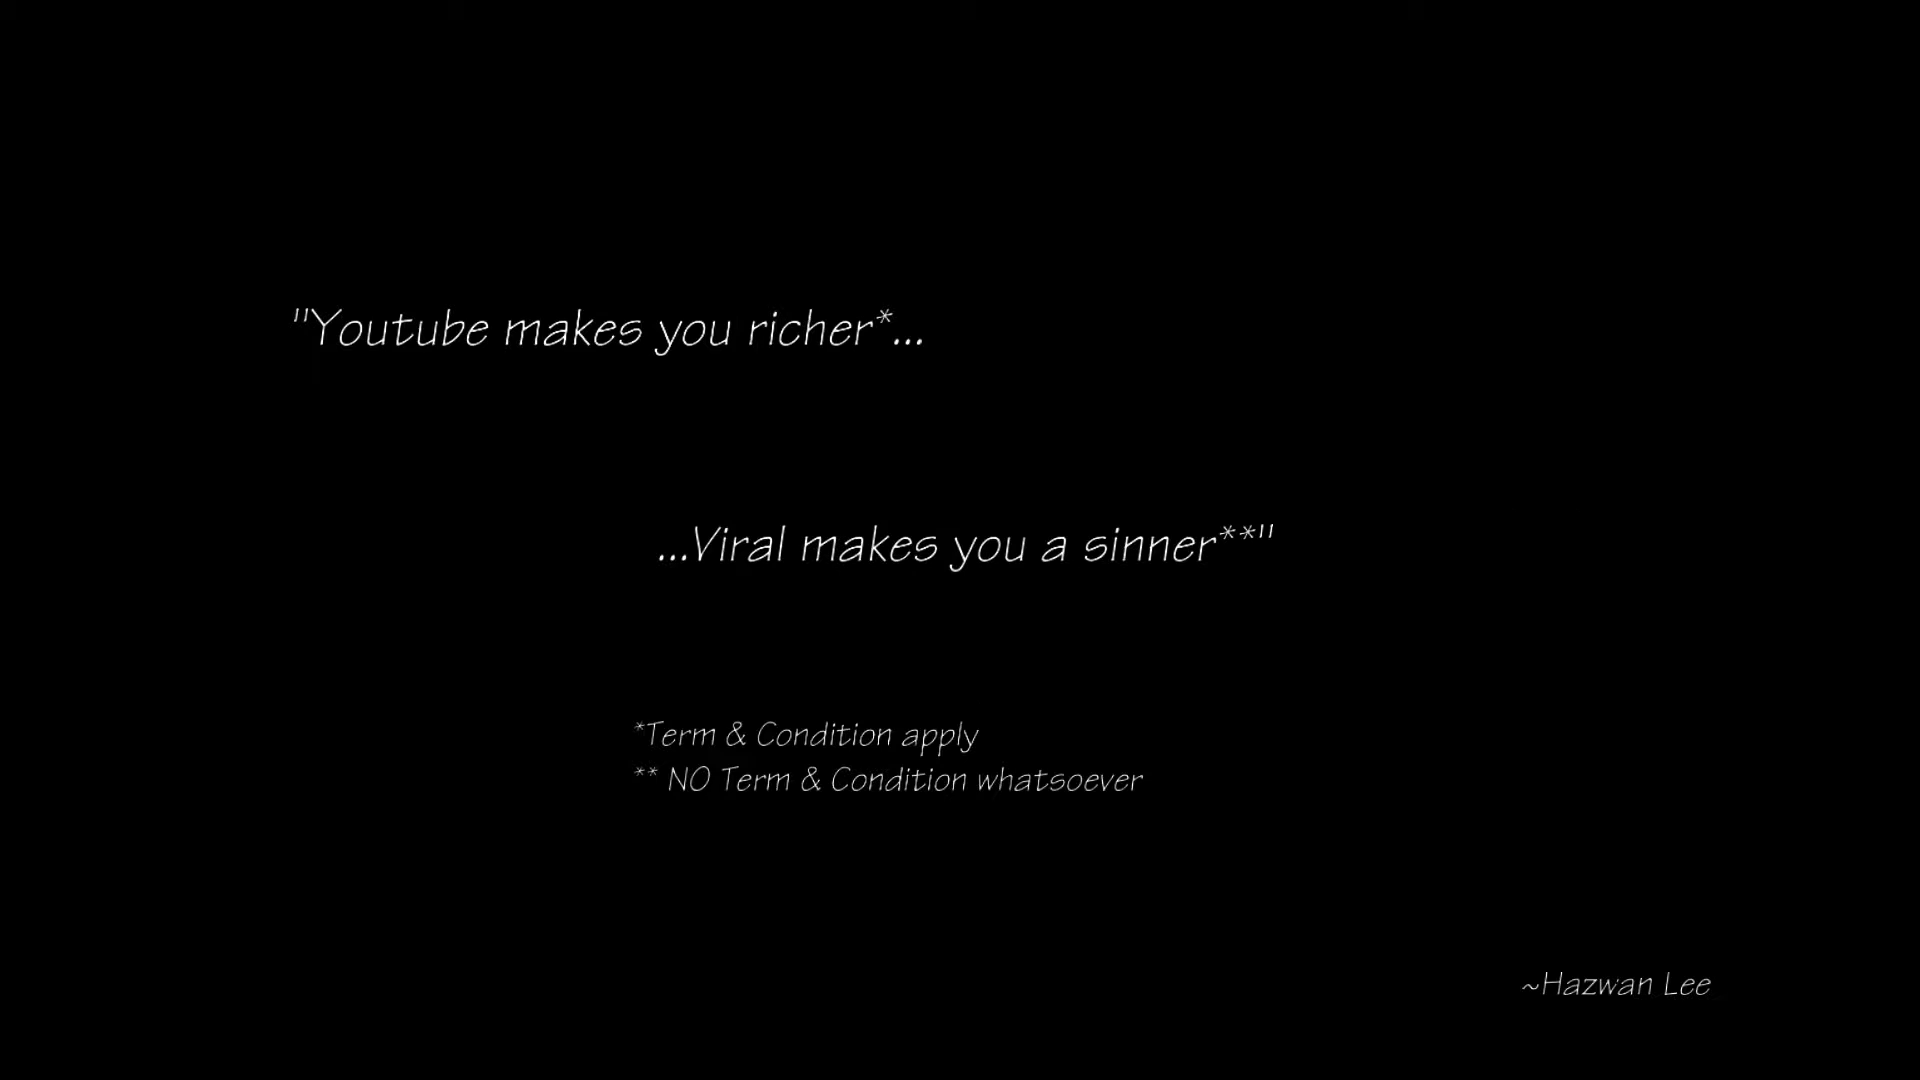 "Youtube makes you richer*...
...Viral makes you a sinner**"
*Term & Condition apply
** NO Term & Condition whatsoever
~Hazwan Lee